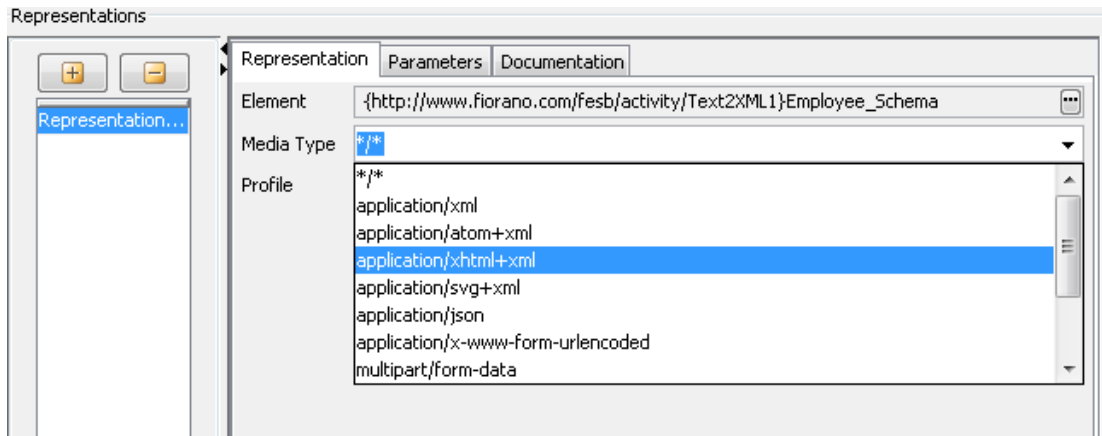 Representations
Representation...
Representation Parameters Documentation
Element {http://www.fiorano.com/fesb/activity/Text2XML1}Employee_Schema
Media Type */*
Profile
*/*
application/xml
application/atom+xml
application/xhtml+xml
application/svg+xml
application/json
application/x-www-form-urlencoded
multipart/form-data